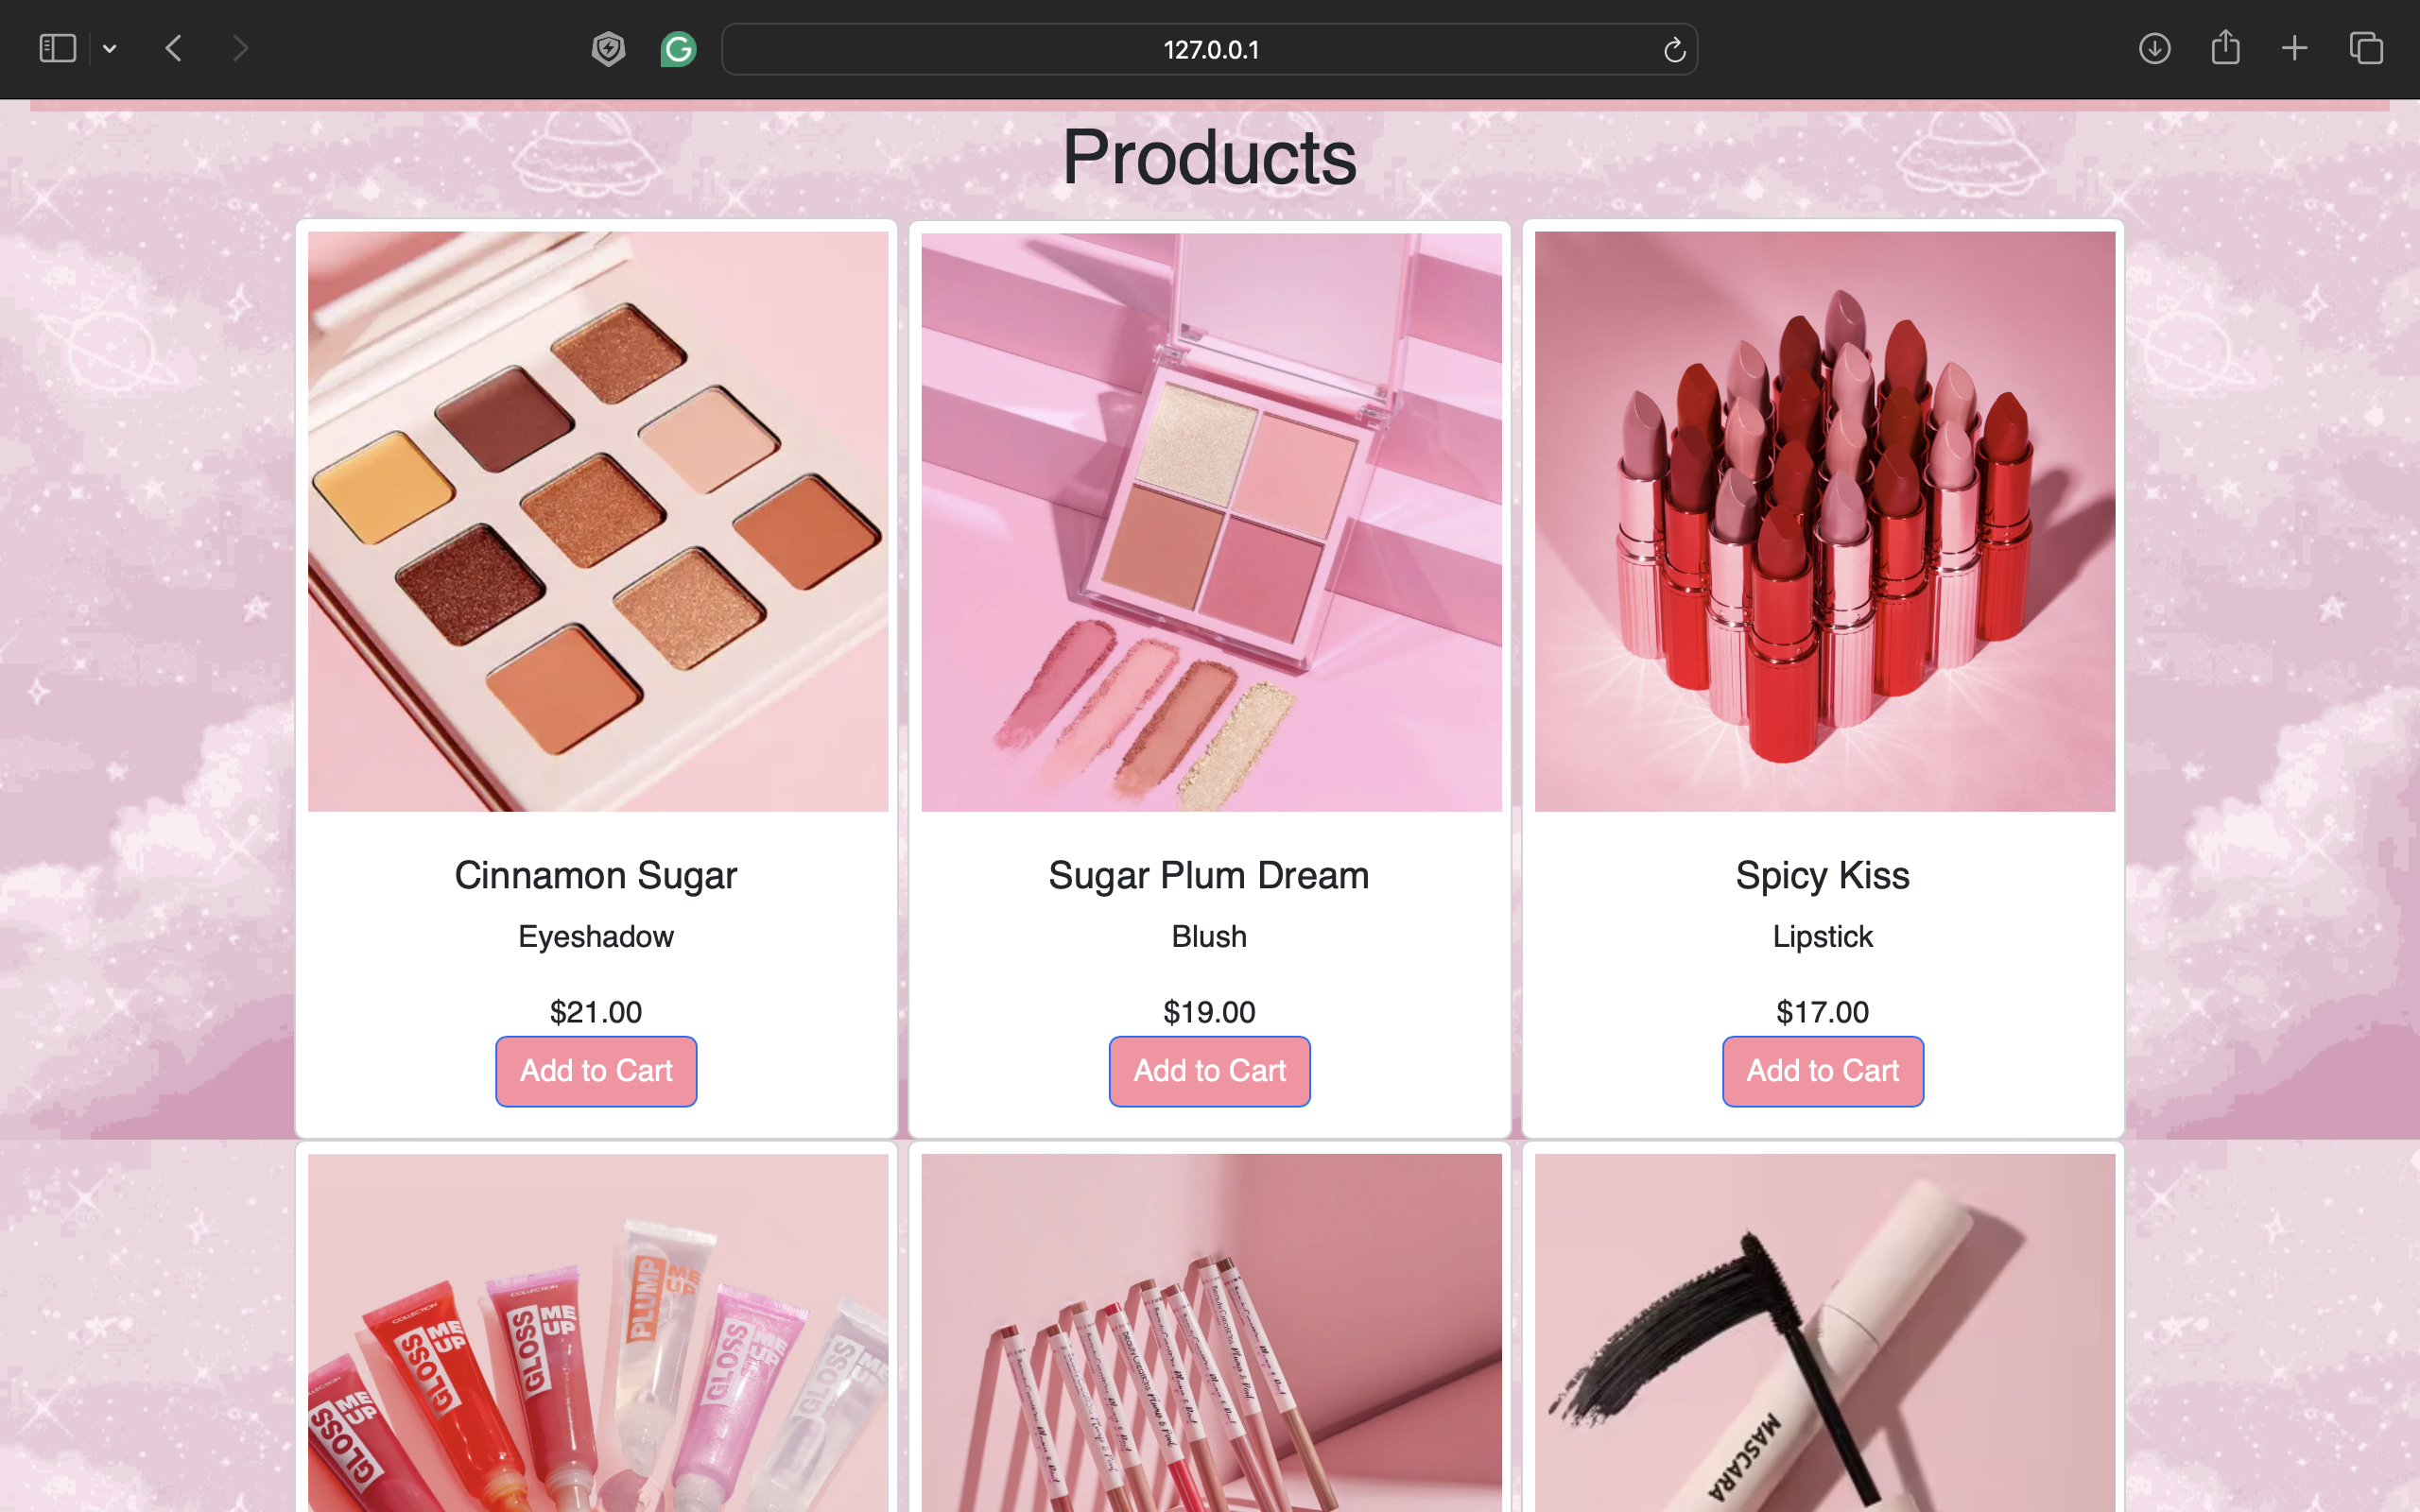 127.0.0.1
Products
Cinnamon Sugar
Eyeshadow
$21.00
Add to Cart
Sugar Plum Dream
Blush
$19.00
Add to Cart
Spicy Kiss
Lipstick
$17.00
Add to Cart
GLOSS ME UP
COLLECTION
GLOSS ME UP
COLLECTION
GLOSS ME UP
PLUMP ME UP
GLOSS ME UP
GLOSS ME
MASCARA